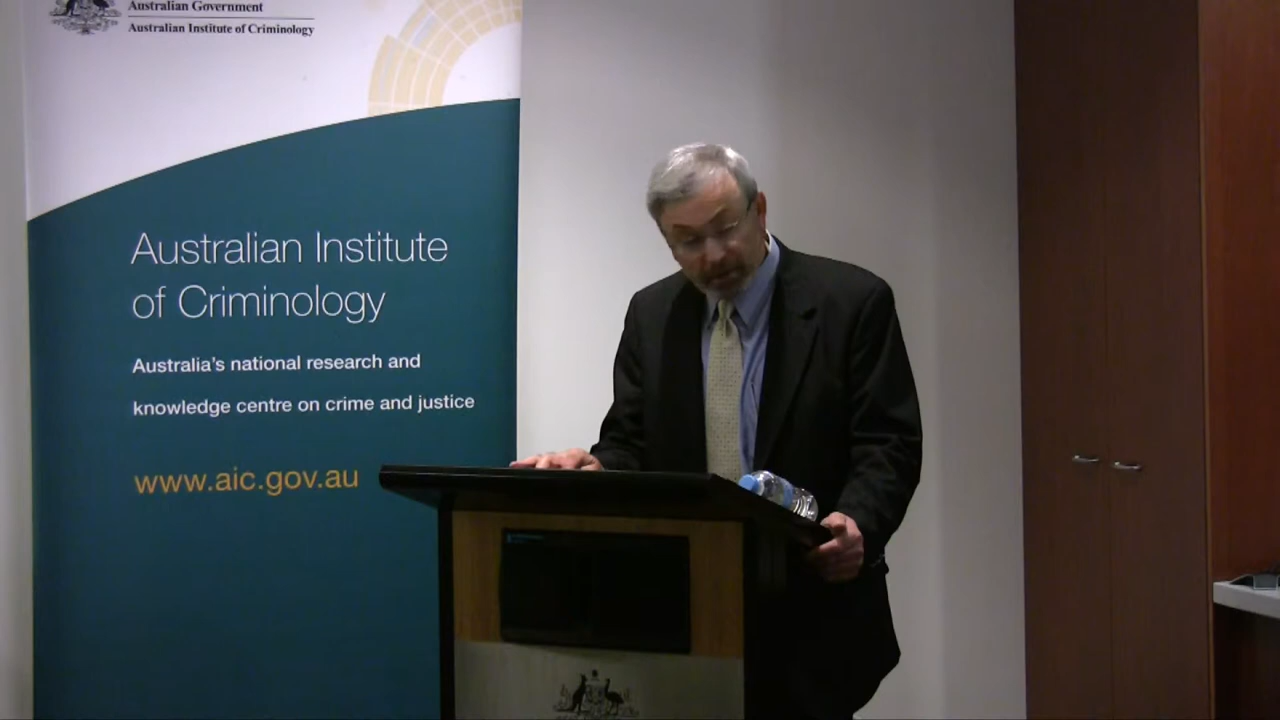 Australian Government
Australian Institute of Criminology
Australian Institute
of Criminology
Australia's national research and
knowledge centre on crime and justice
www.aic.gov.au